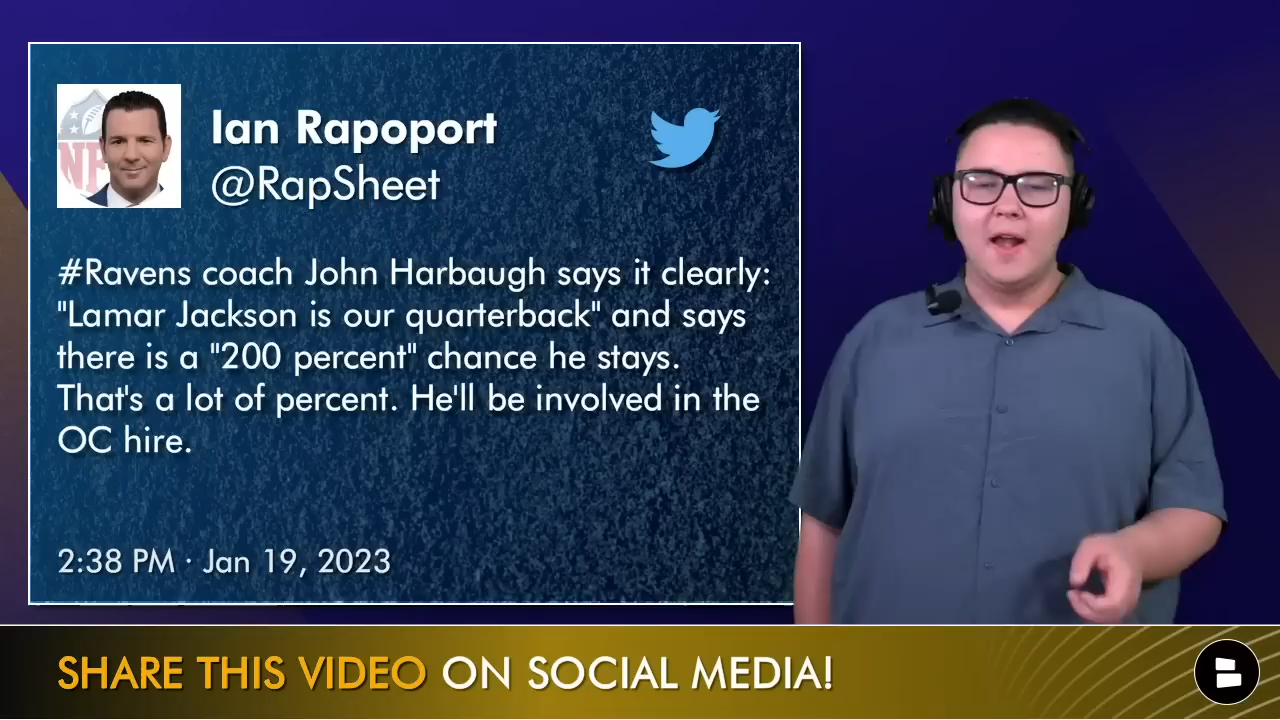 Ian Rapoport
@RapSheet
#Ravens coach John Harbaugh says it clearly:
"Lamar Jackson is our quarterback" and says
there is a "200 percent" chance he stays.
That's a lot of percent. He'll be involved in the
OC hire.
2:38 PM · Jan 19, 2023
SHARE THIS VIDEO ON SOCIAL MEDIA!